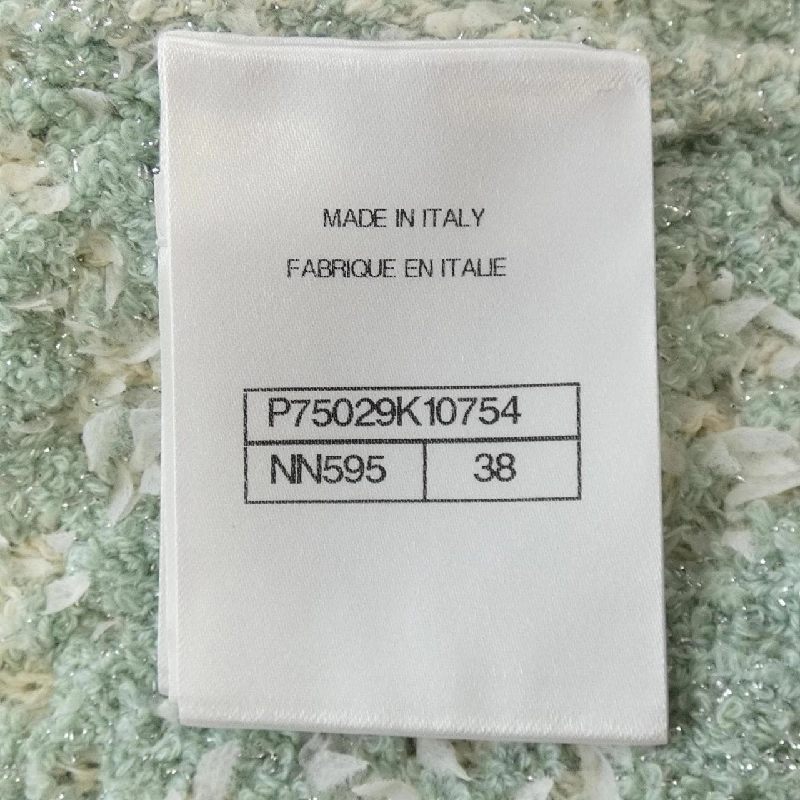 MADE IN ITALY
FABRIQUE EN ITALIE
P75029K10754
NN595 38